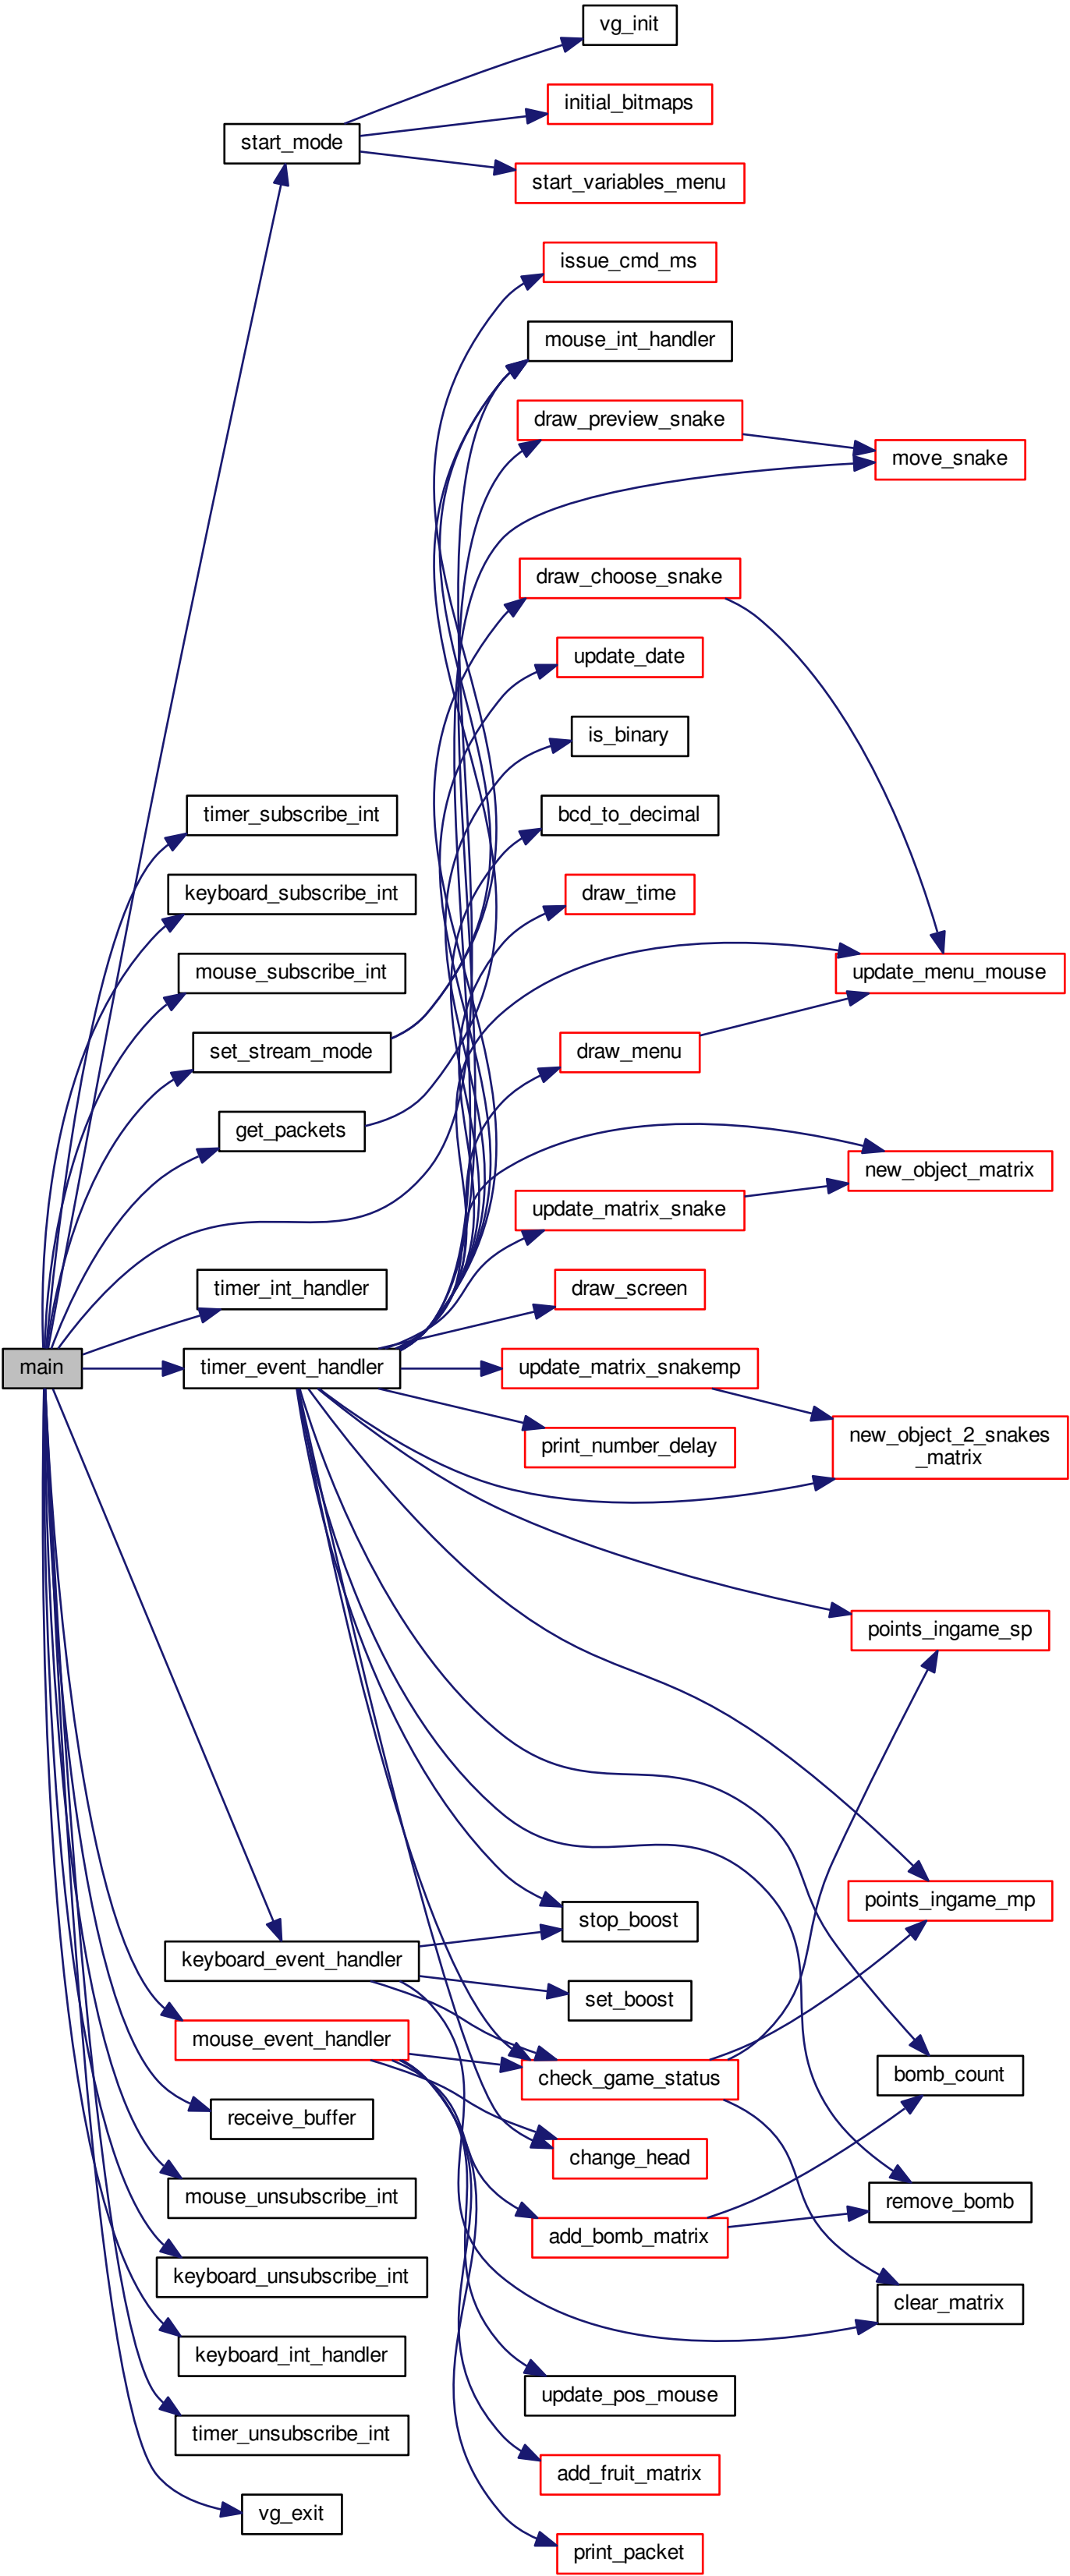 vg_init
initial_bitmaps
start_mode
start_variables_menu
issue_cmd_ms
mouse_int_handler
draw_preview_snake
move_snake
draw_choose_snake
update_date
is_binary
timer_subscribe_int
bcd_to_decimal
keyboard_subscribe_int
draw_time
mouse_subscribe_int
update_menu_mouse
set_stream_mode
draw_menu
get_packets
new_object_matrix
update_matrix_snake
timer_int_handler
draw_screen
main
timer_event_handler
update_matrix_snakemp
print_number_delay
new_object_2_snakes
_matrix
points_ingame_sp
points_ingame_mp
stop_boost
keyboard_event_handler
set_boost
mouse_event_handler
check_game_status
bomb_count
receive_buffer
change_head
mouse_unsubscribe_int
remove_bomb
add_bomb_matrix
keyboard_unsubscribe_int
clear_matrix
keyboard_int_handler
update_pos_mouse
timer_unsubscribe_int
add_fruit_matrix
vg_exit
print_packet